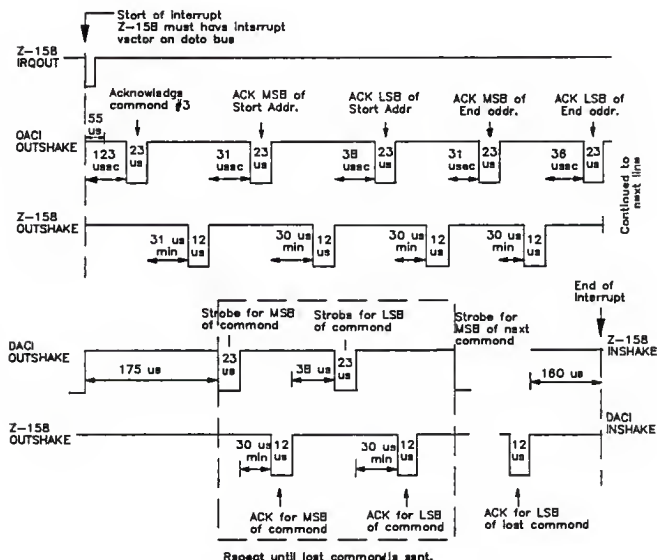 Start of Interrupt
Z-158 must have interrupt
vector on data bus
Z-158
IRQOUT
Acknowledge
command #3
ACK MSB of
Start Addr.
ACK LSB of
Start Addr
ACK MSB of
End addr.
ACK LSB of
End addr.
55
us
DACI
OUTSHAKE
123
usec
23
us
31
usec
23
us
38
usec
23
us
31
usec
23
us
36
usec
23
us
Continued to
next line
Z-158
OUTSHAKE
31 us
min
12
us
30 us
min
12
us
30 us
min
12
us
30 us
min
12
us
Strobe for MSB
of command
Strobe for LSB
of command
Strobe for
MSB of next
command
End of
Interrupt
DACI
OUTSHAKE
175 us
23
us
38 us
23
us
160 us
Z-158
INSHAKE
Z-158
OUTSHAKE
30 us
min
12
us
30 us
min
12
us
12
us
DACI
INSHAKE
ACK for MSB
of command
ACK for LSB
of command
ACK for LSB
of last command
Repeat until last command is sent.